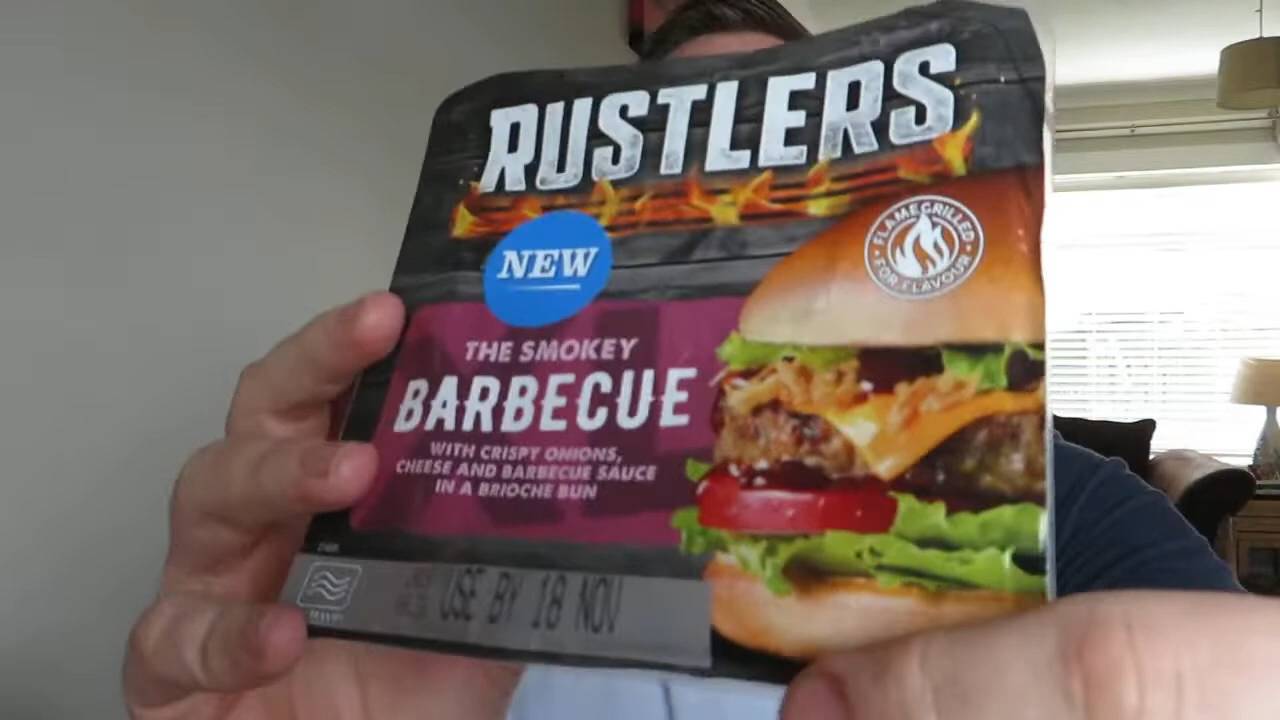 RUSTLERS
NEW
FLAMEGRILLED
FOR FLAVOUR
THE SMOKEY
BARBECUE
WITH CRISPY ONIONS,
CHEESE AND BARBECUE SAUCE
IN A BRIOCHE BUN
USE BY 18 NOV